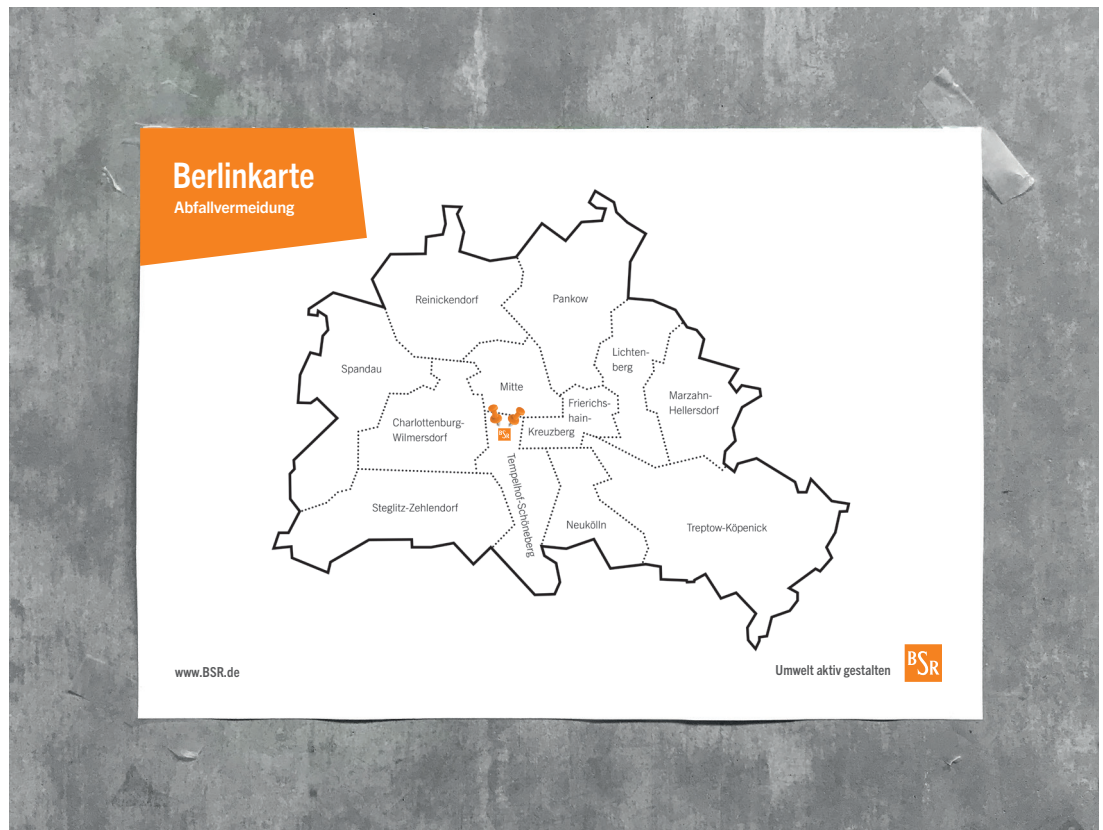 Berlinkarte
Abfallvermeidung
Reinickendorf
Pankow
Lichten-
berg
Spandau
Mitte
Marzahn-
Hellersdorf
Frierichs-
hain-
Kreuzberg
Charlottenburg-
Wilmersdorf
BSR
Tempelhof-Schöneberg
Steglitz-Zehlendorf
Neukölln
Treptow-Köpenick
www.BSR.de
Umwelt aktiv gestalten
BSR